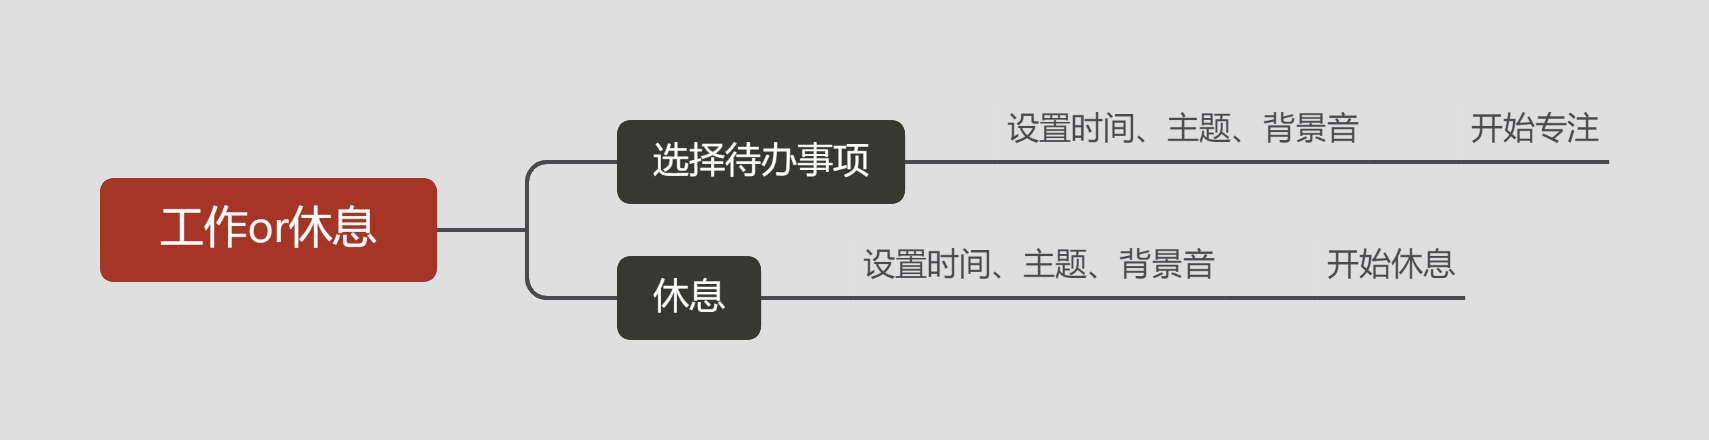 工作or休息
选择待办事项
设置时间、主题、背景音
开始专注
休息
设置时间、主题、背景音
开始休息